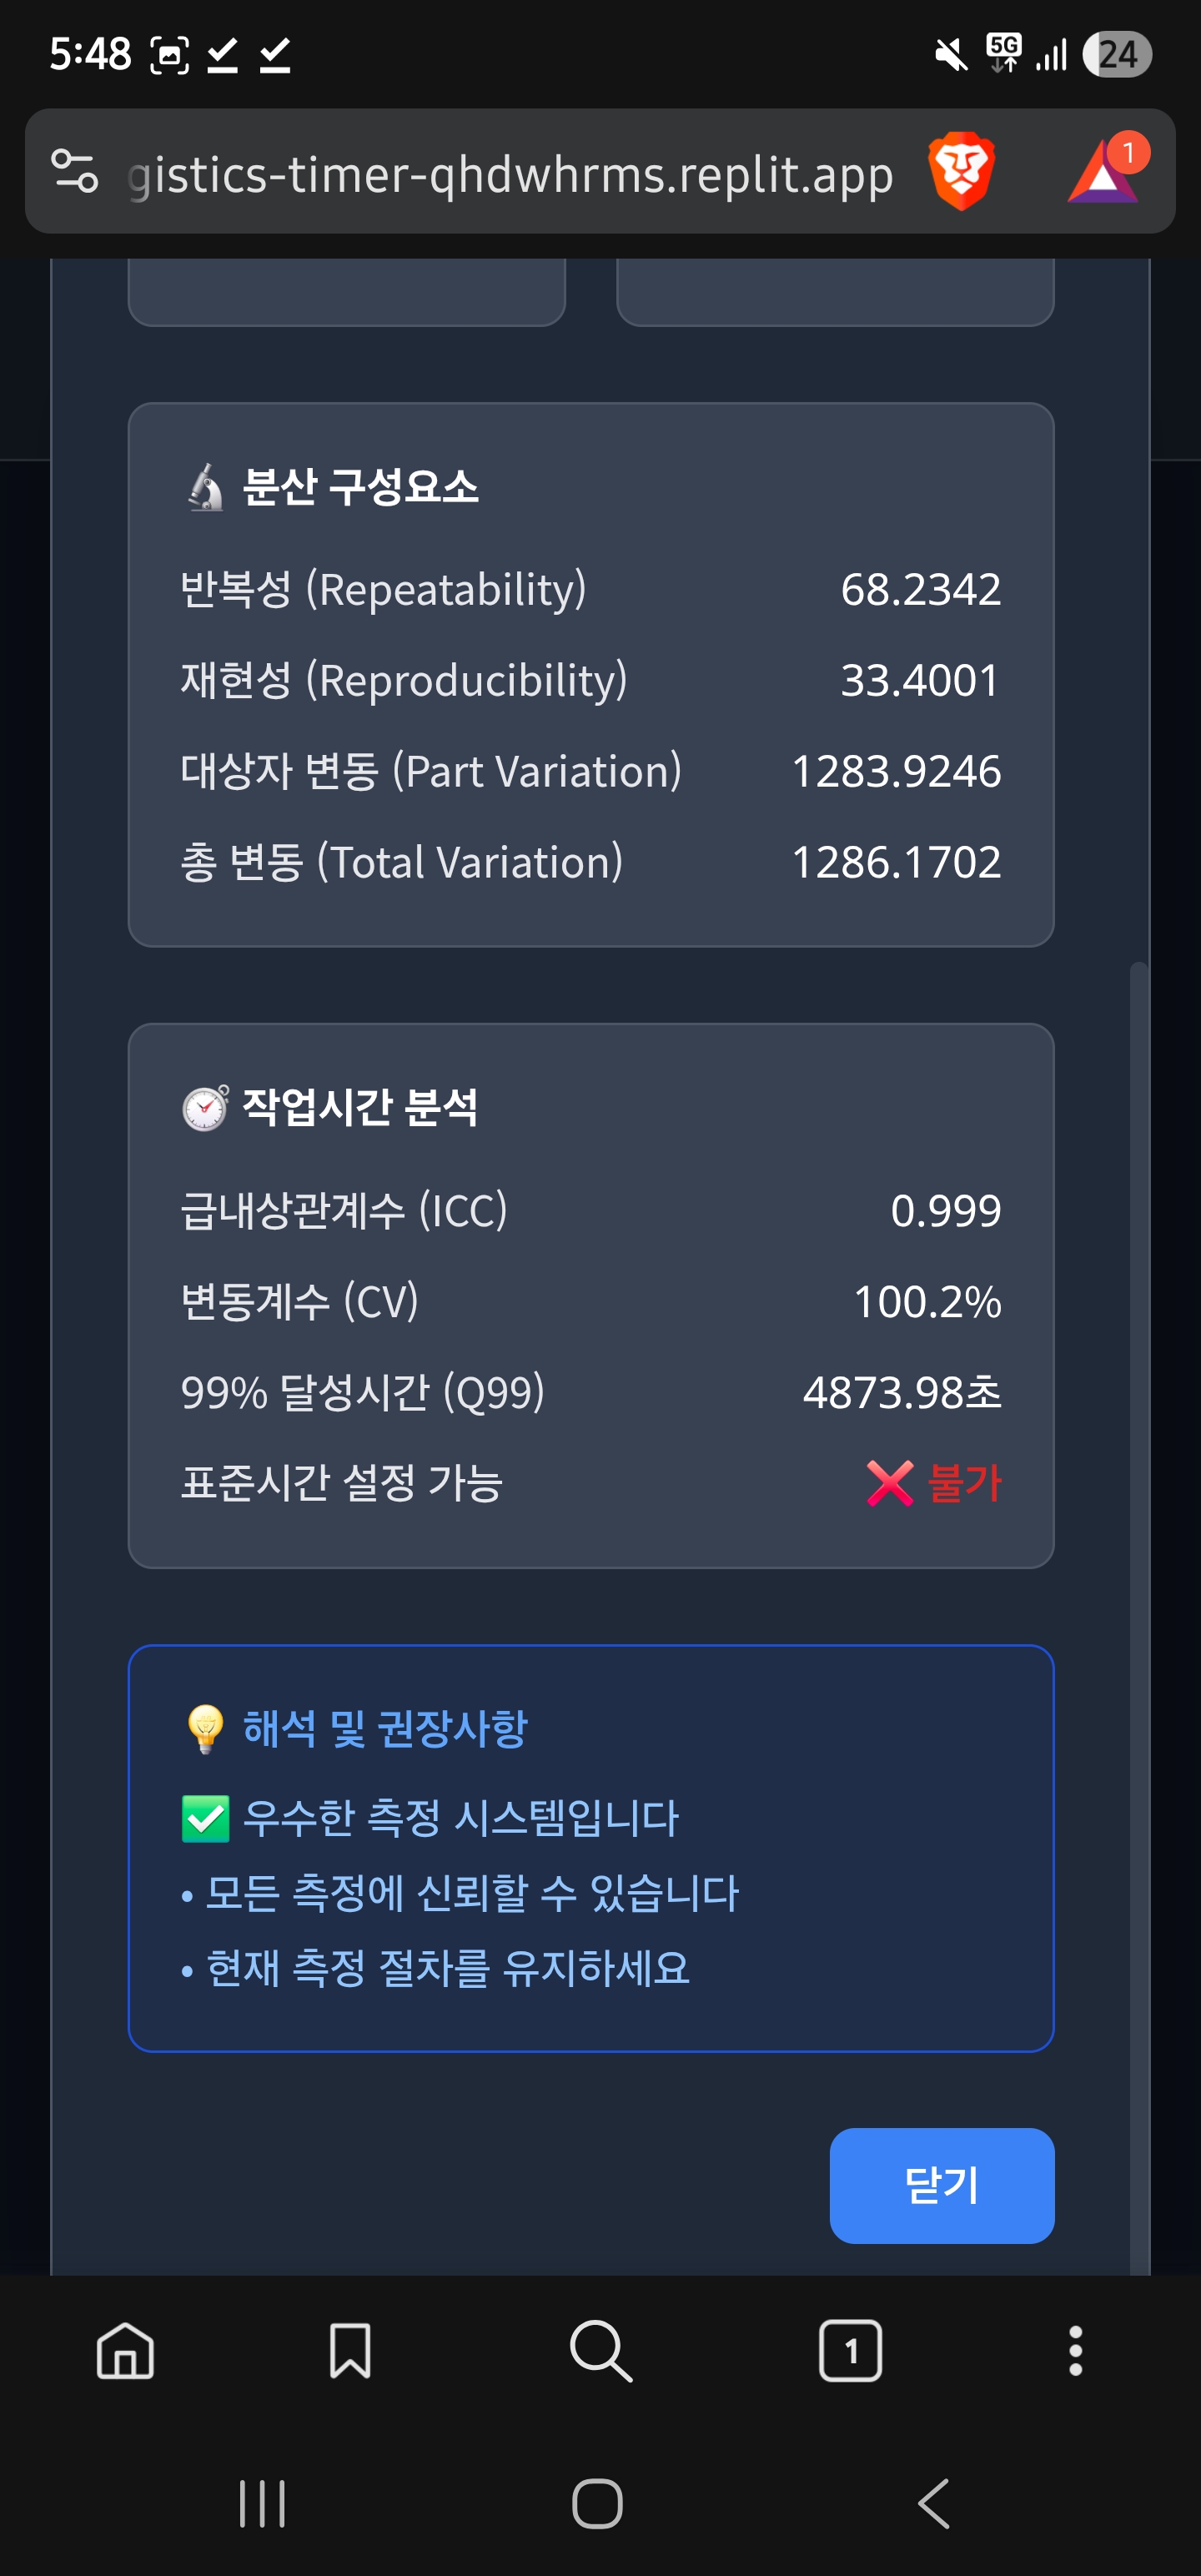 5:48
5G
24
gistics-timer-qhdwhrms.replit.app
1
🔬 분산 구성요소
반복성 (Repeatability) 68.2342
재현성 (Reproducibility) 33.4001
대상자 변동 (Part Variation) 1283.9246
총 변동 (Total Variation) 1286.1702
⏱️ 작업시간 분석
급내상관계수 (ICC) 0.999
변동계수 (CV) 100.2%
99% 달성시간 (Q99) 4873.98초
표준시간 설정 가능 ❌ 불가
💡 해석 및 권장사항
✅ 우수한 측정 시스템입니다
• 모든 측정에 신뢰할 수 있습니다
• 현재 측정 절차를 유지하세요
닫기
1